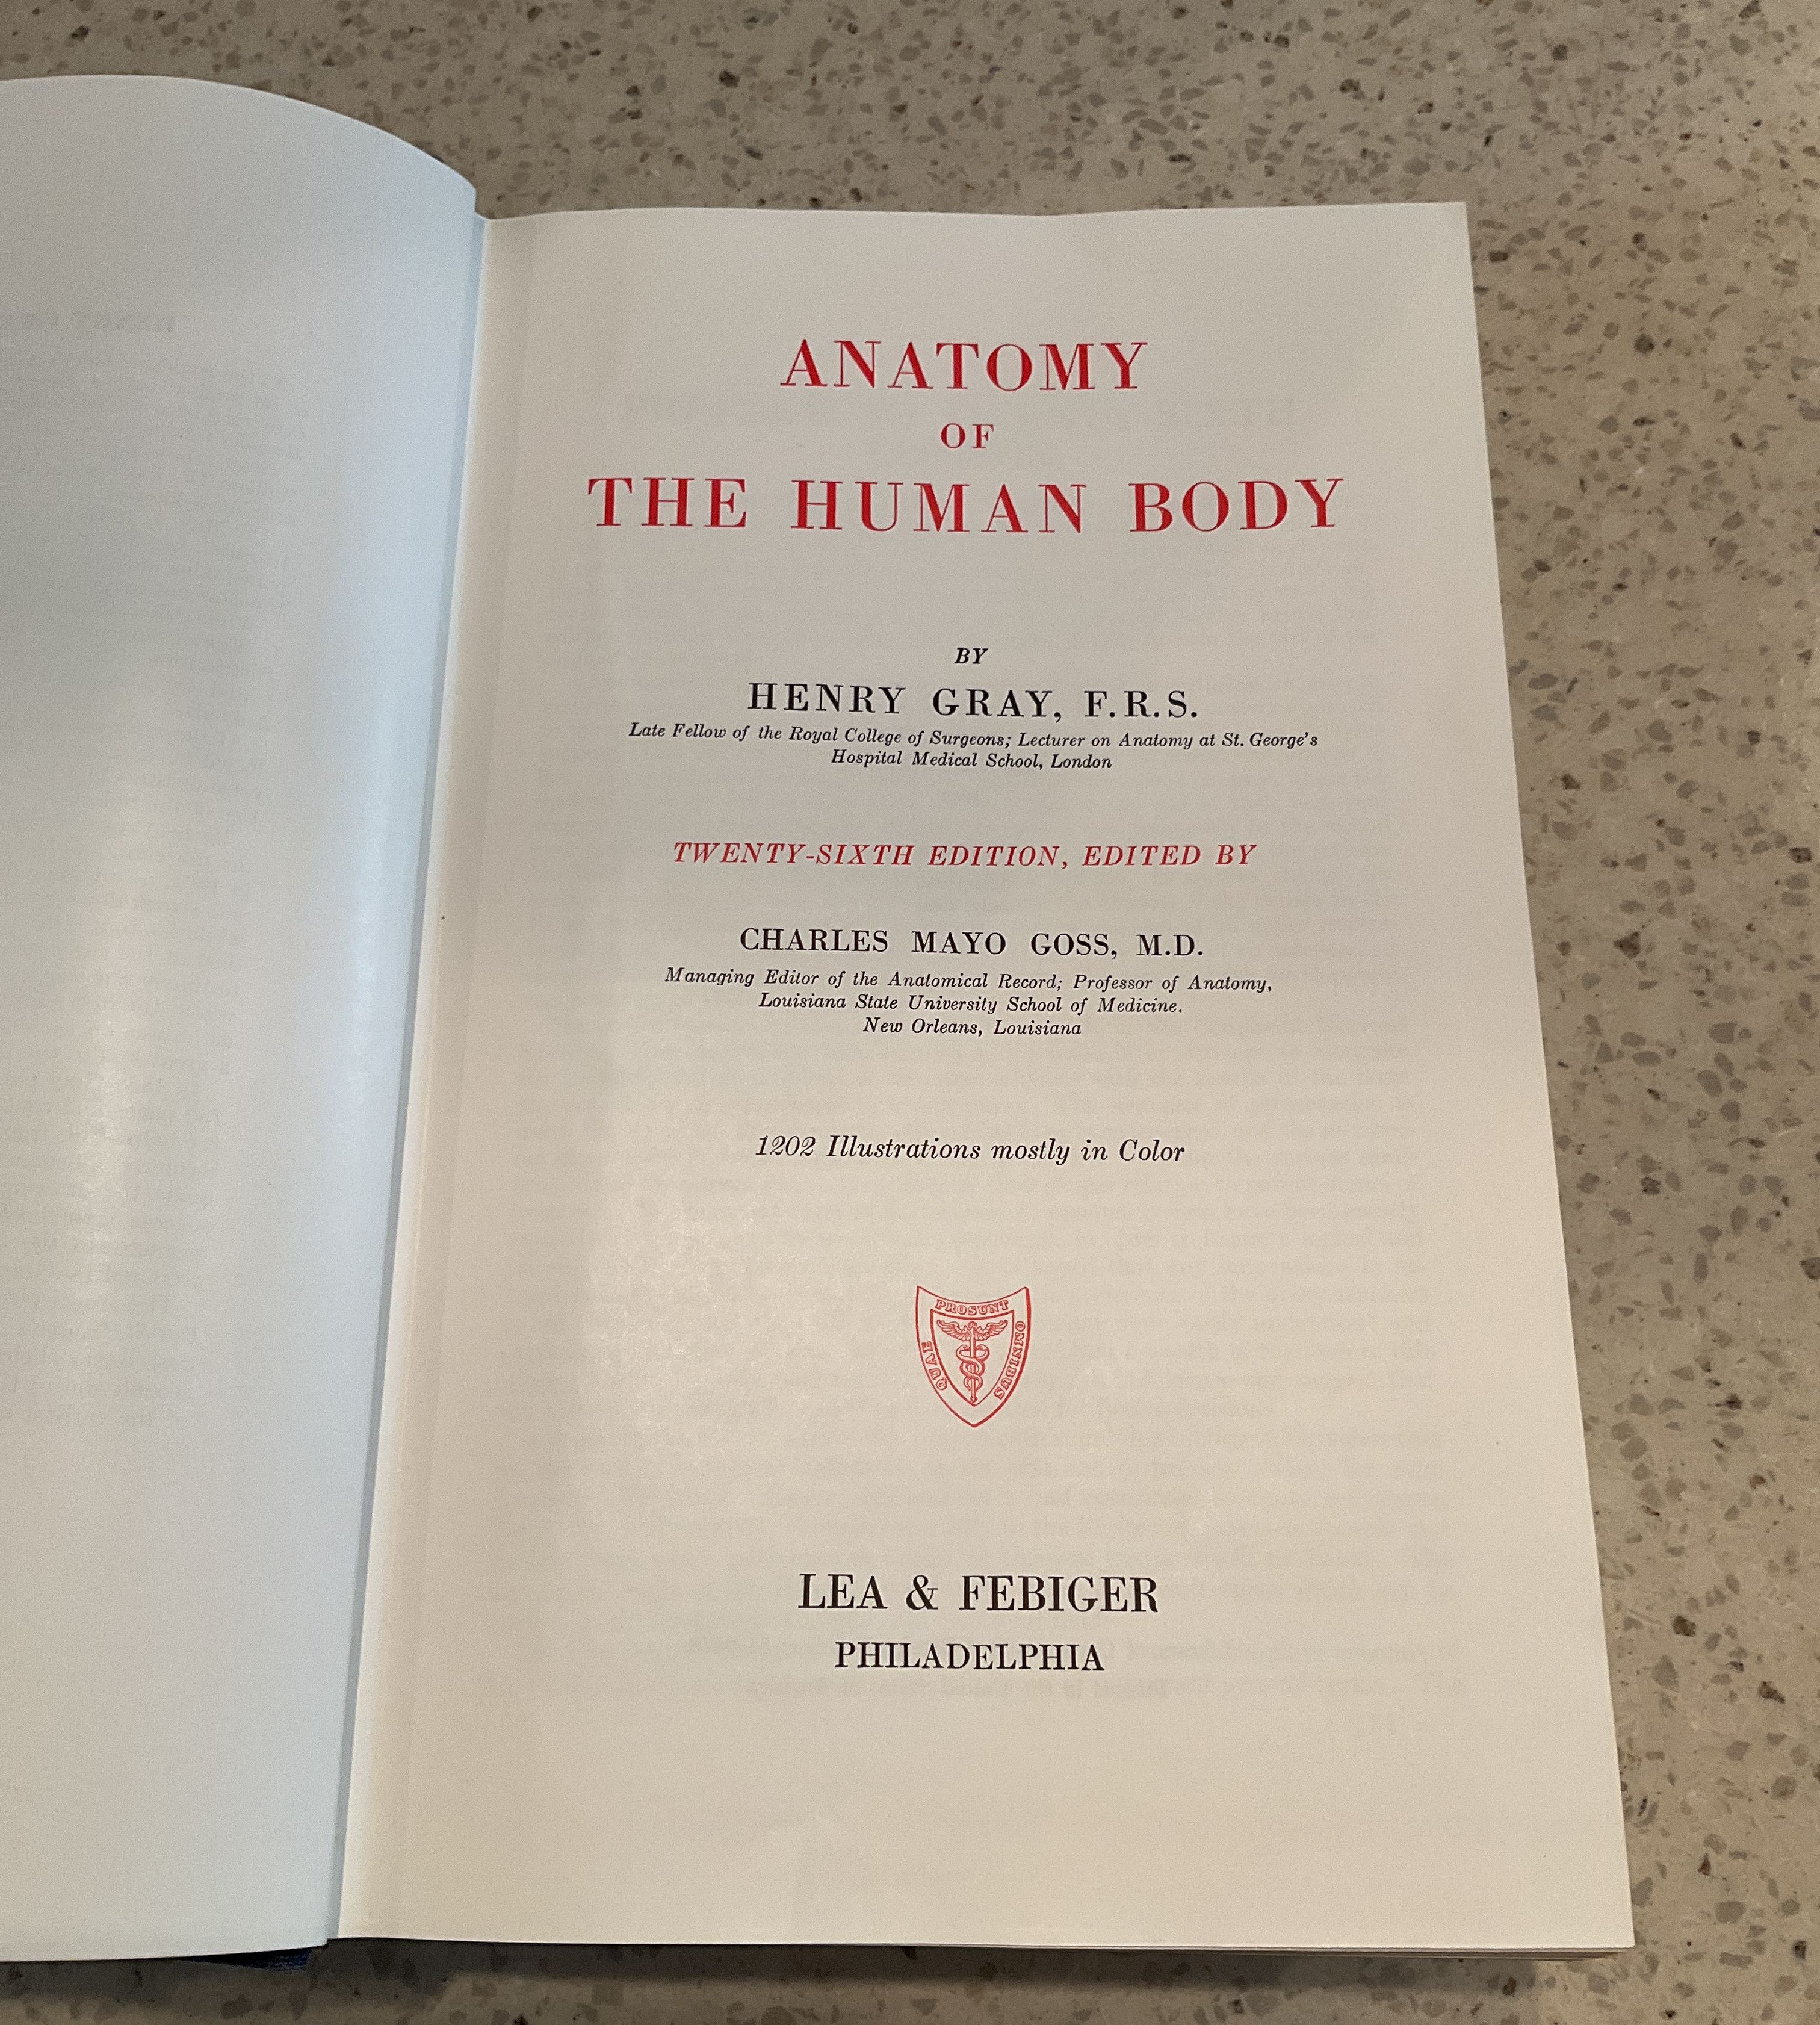 ANATOMY
OF
THE HUMAN BODY
BY
HENRY GRAY, F.R.S.
Late Fellow of the Royal College of Surgeons; Lecturer on Anatomy at St. George's
Hospital Medical School, London
TWENTY-SIXTH EDITION, EDITED BY
CHARLES MAYO GOSS, M.D.
Managing Editor of the Anatomical Record; Professor of Anatomy,
Louisiana State University School of Medicine.
New Orleans, Louisiana
1202 Illustrations mostly in Color
QUAE
PROSUNT
OMNIBUS
LEA & FEBIGER
PHILADELPHIA